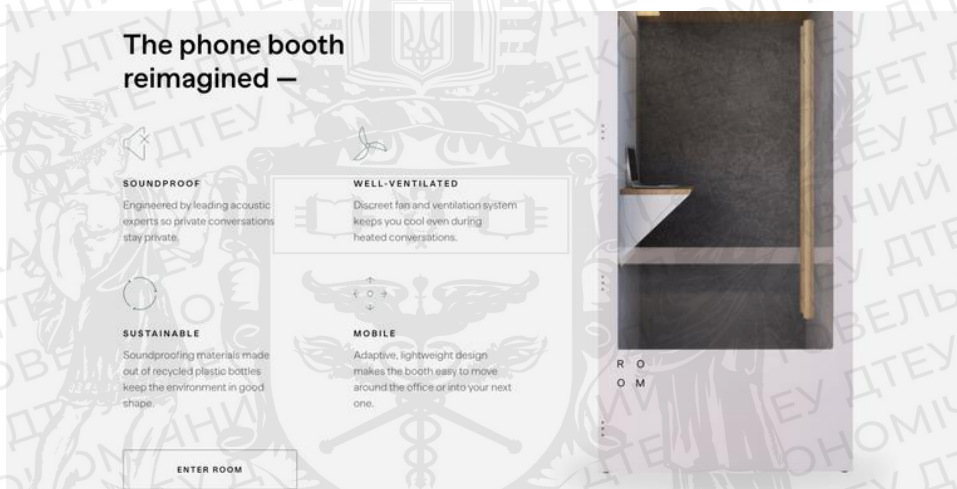 The phone booth
reimagined —
SOUNDPROOF
Engineered by leading acoustic
experts so private conversations
stay private.
WELL-VENTILATED
Discreet fan and ventilation system
keeps you cool even during
heated conversations.
SUSTAINABLE
Soundproofing materials made
out of recycled plastic bottles
keep the environment in good
shape.
MOBILE
Adaptive, lightweight design
makes the booth easy to move
around the office or into your next
one.
ENTER ROOM
R O
O M
ДТЕУ
ДТЕУ
ДТЕУ